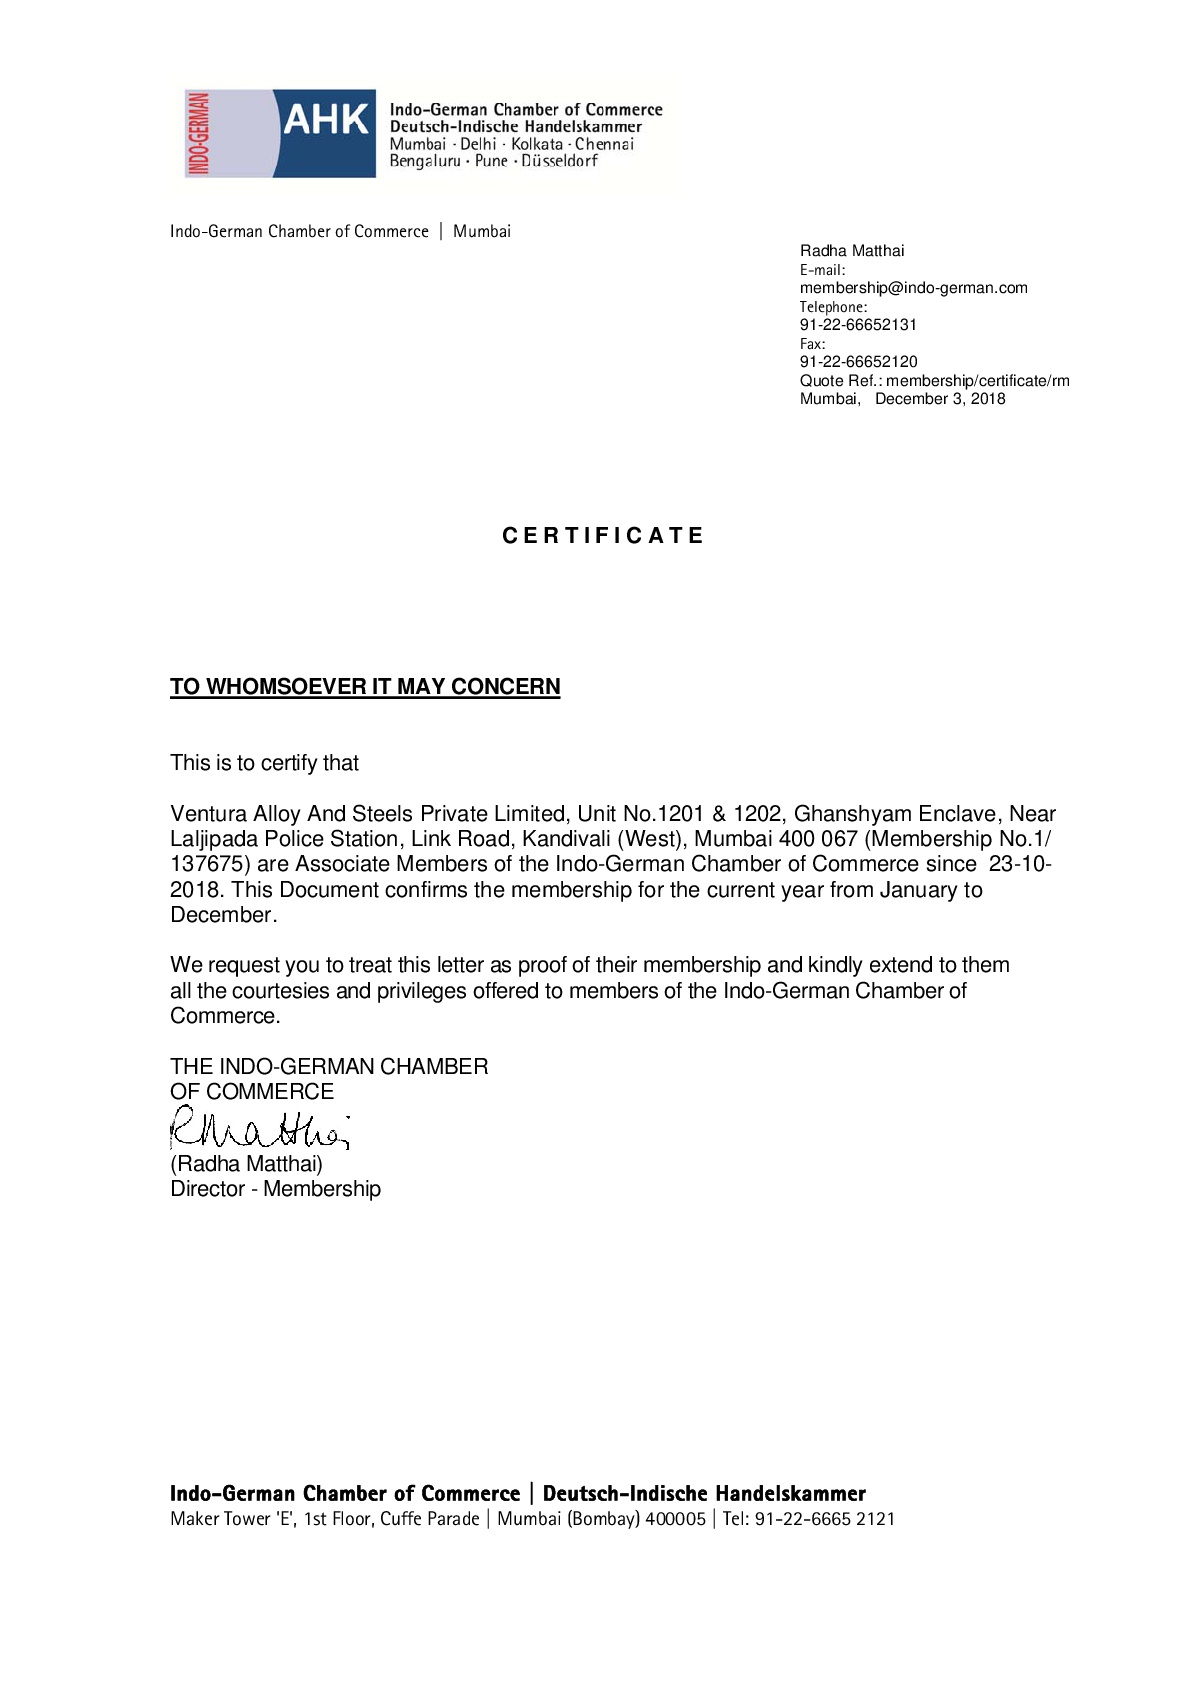 INDO-GERMAN
AHK
Indo-German Chamber of Commerce
Deutsch-Indische Handelskammer
Mumbai · Delhi · Kolkata · Chennai
Bengaluru · Pune · Düsseldorf
Indo-German Chamber of Commerce | Mumbai
Radha Matthai
E-mail:
membership@indo-german.com
Telephone:
91-22-66652131
Fax:
91-22-66652120
Quote Ref.: membership/certificate/rm
Mumbai, December 3, 2018
CERTIFICATE
TO WHOMSOEVER IT MAY CONCERN
This is to certify that
Ventura Alloy And Steels Private Limited, Unit No.1201 & 1202, Ghanshyam Enclave, Near
Laljipada Police Station, Link Road, Kandivali (West), Mumbai 400 067 (Membership No.1/
137675) are Associate Members of the Indo-German Chamber of Commerce since 23-10-
2018. This Document confirms the membership for the current year from January to
December.
We request you to treat this letter as proof of their membership and kindly extend to them
all the courtesies and privileges offered to members of the Indo-German Chamber of
Commerce.
THE INDO-GERMAN CHAMBER
OF COMMERCE
RMatthai
(Radha Matthai)
Director - Membership
Indo-German Chamber of Commerce | Deutsch-Indische Handelskammer
Maker Tower 'E', 1st Floor, Cuffe Parade | Mumbai (Bombay) 400005 | Tel: 91-22-6665 2121